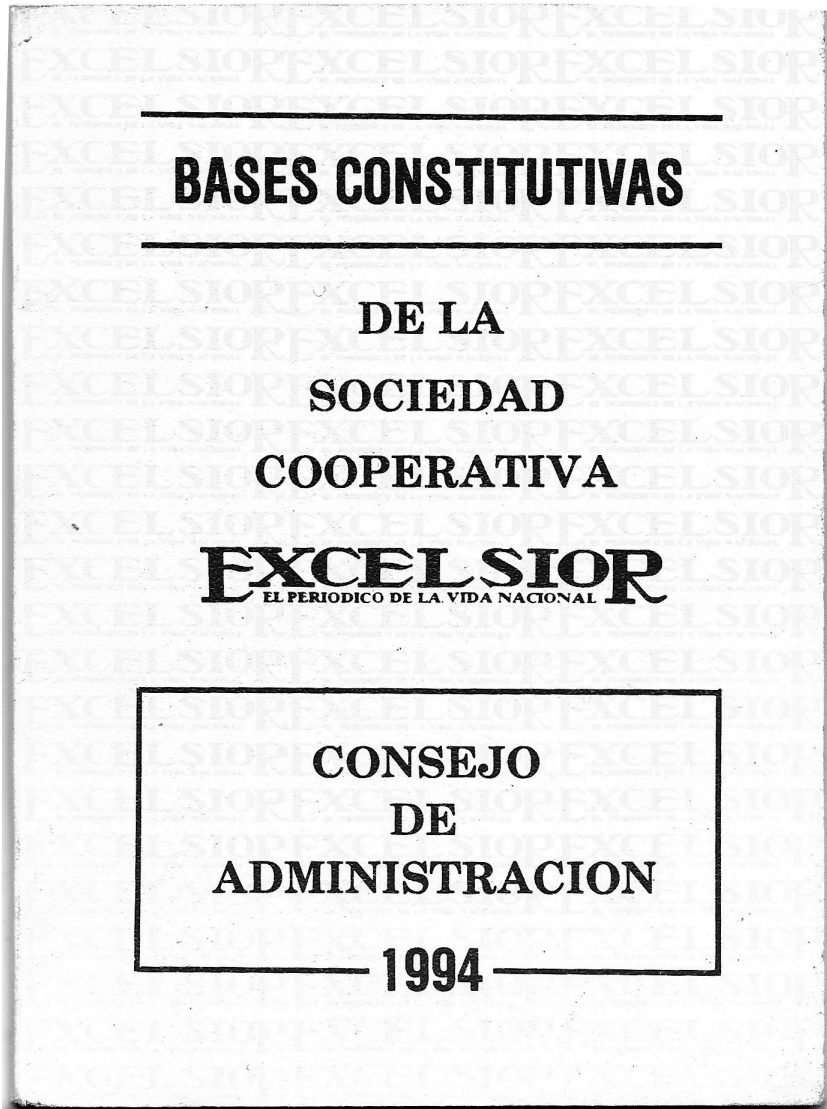 BASES CONSTITUTIVAS
DE LA
SOCIEDAD
COOPERATIVA
EXCELSIOR
EL PERIODICO DE LA VIDA NACIONAL
CONSEJO
DE
ADMINISTRACION
1994